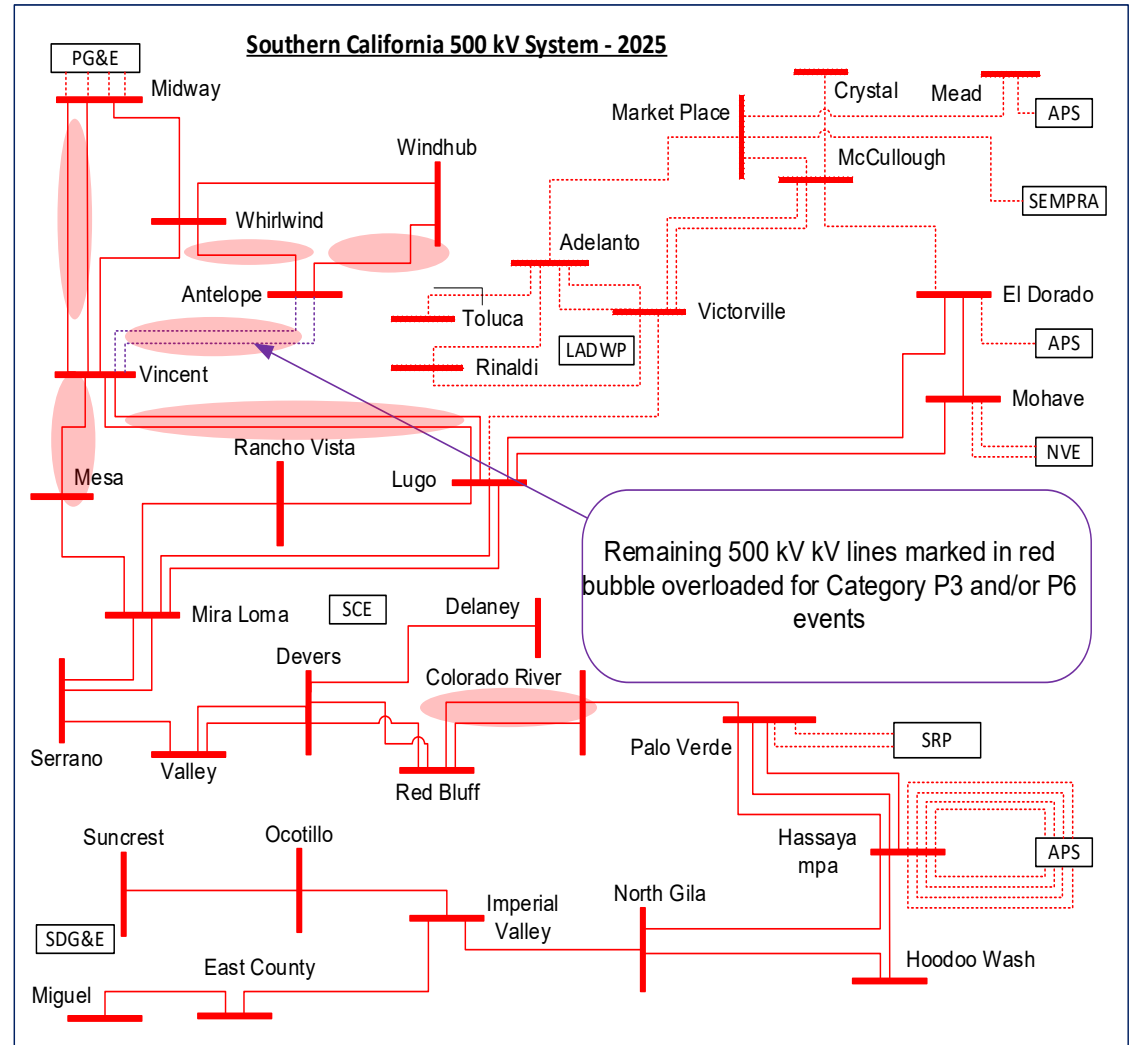 Southern California 500 kV System - 2025
PG&E
Midway
Crystal
Mead
Market Place
APS
Windhub
McCullough
SEMPRA
Whirlwind
Adelanto
Antelope
El Dorado
Toluca
Victorville
APS
LADWP
Rinaldi
Vincent
Mohave
Rancho Vista
NVE
Mesa
Lugo
Remaining 500 kV kV lines marked in red
bubble overloaded for Category P3 and/or P6
events
SCE
Delaney
Mira Loma
Devers
Colorado River
SRP
Palo Verde
Serrano
Valley
Red Bluff
Suncrest
Ocotillo
Hassaya
mpa
APS
North Gila
Imperial
Valley
SDG&E
East County
Hoodoo Wash
Miguel